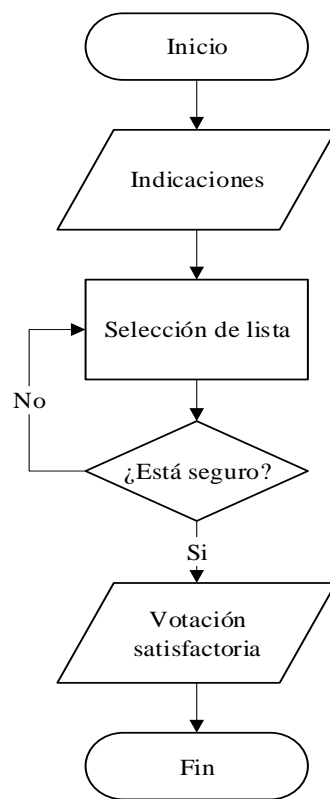 Inicio
Indicaciones
Selección de lista
No
¿Está seguro?
Si
Votación
satisfactoria
Fin